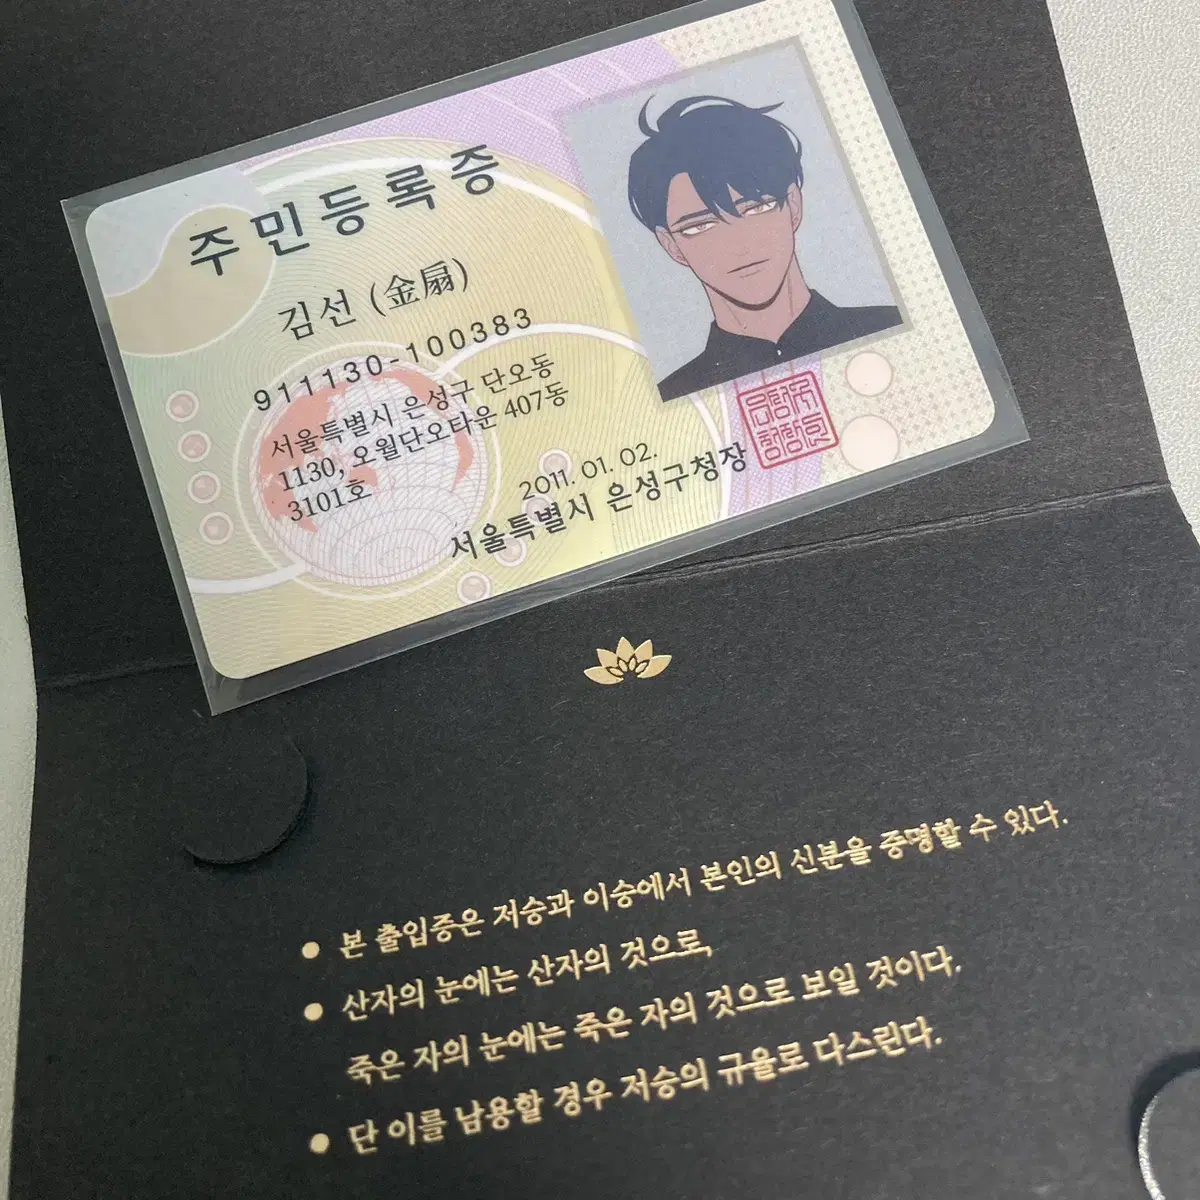 주민등록증
김선 (金扇)
911130-100383
서울특별시 은성구 단오동
1130, 오월단오타운 407동
3101호
2011. 01. 02.
서울특별시 은성구청장
● 본 출입증은 저승과 이승에서 본인의 신분을 증명할 수 있다.
● 산자의 눈에는 산자의 것으로,
죽은 자의 눈에는 죽은 자의 것으로 보일 것이다.
● 단 이를 남용할 경우 저승의 규율로 다스린다.